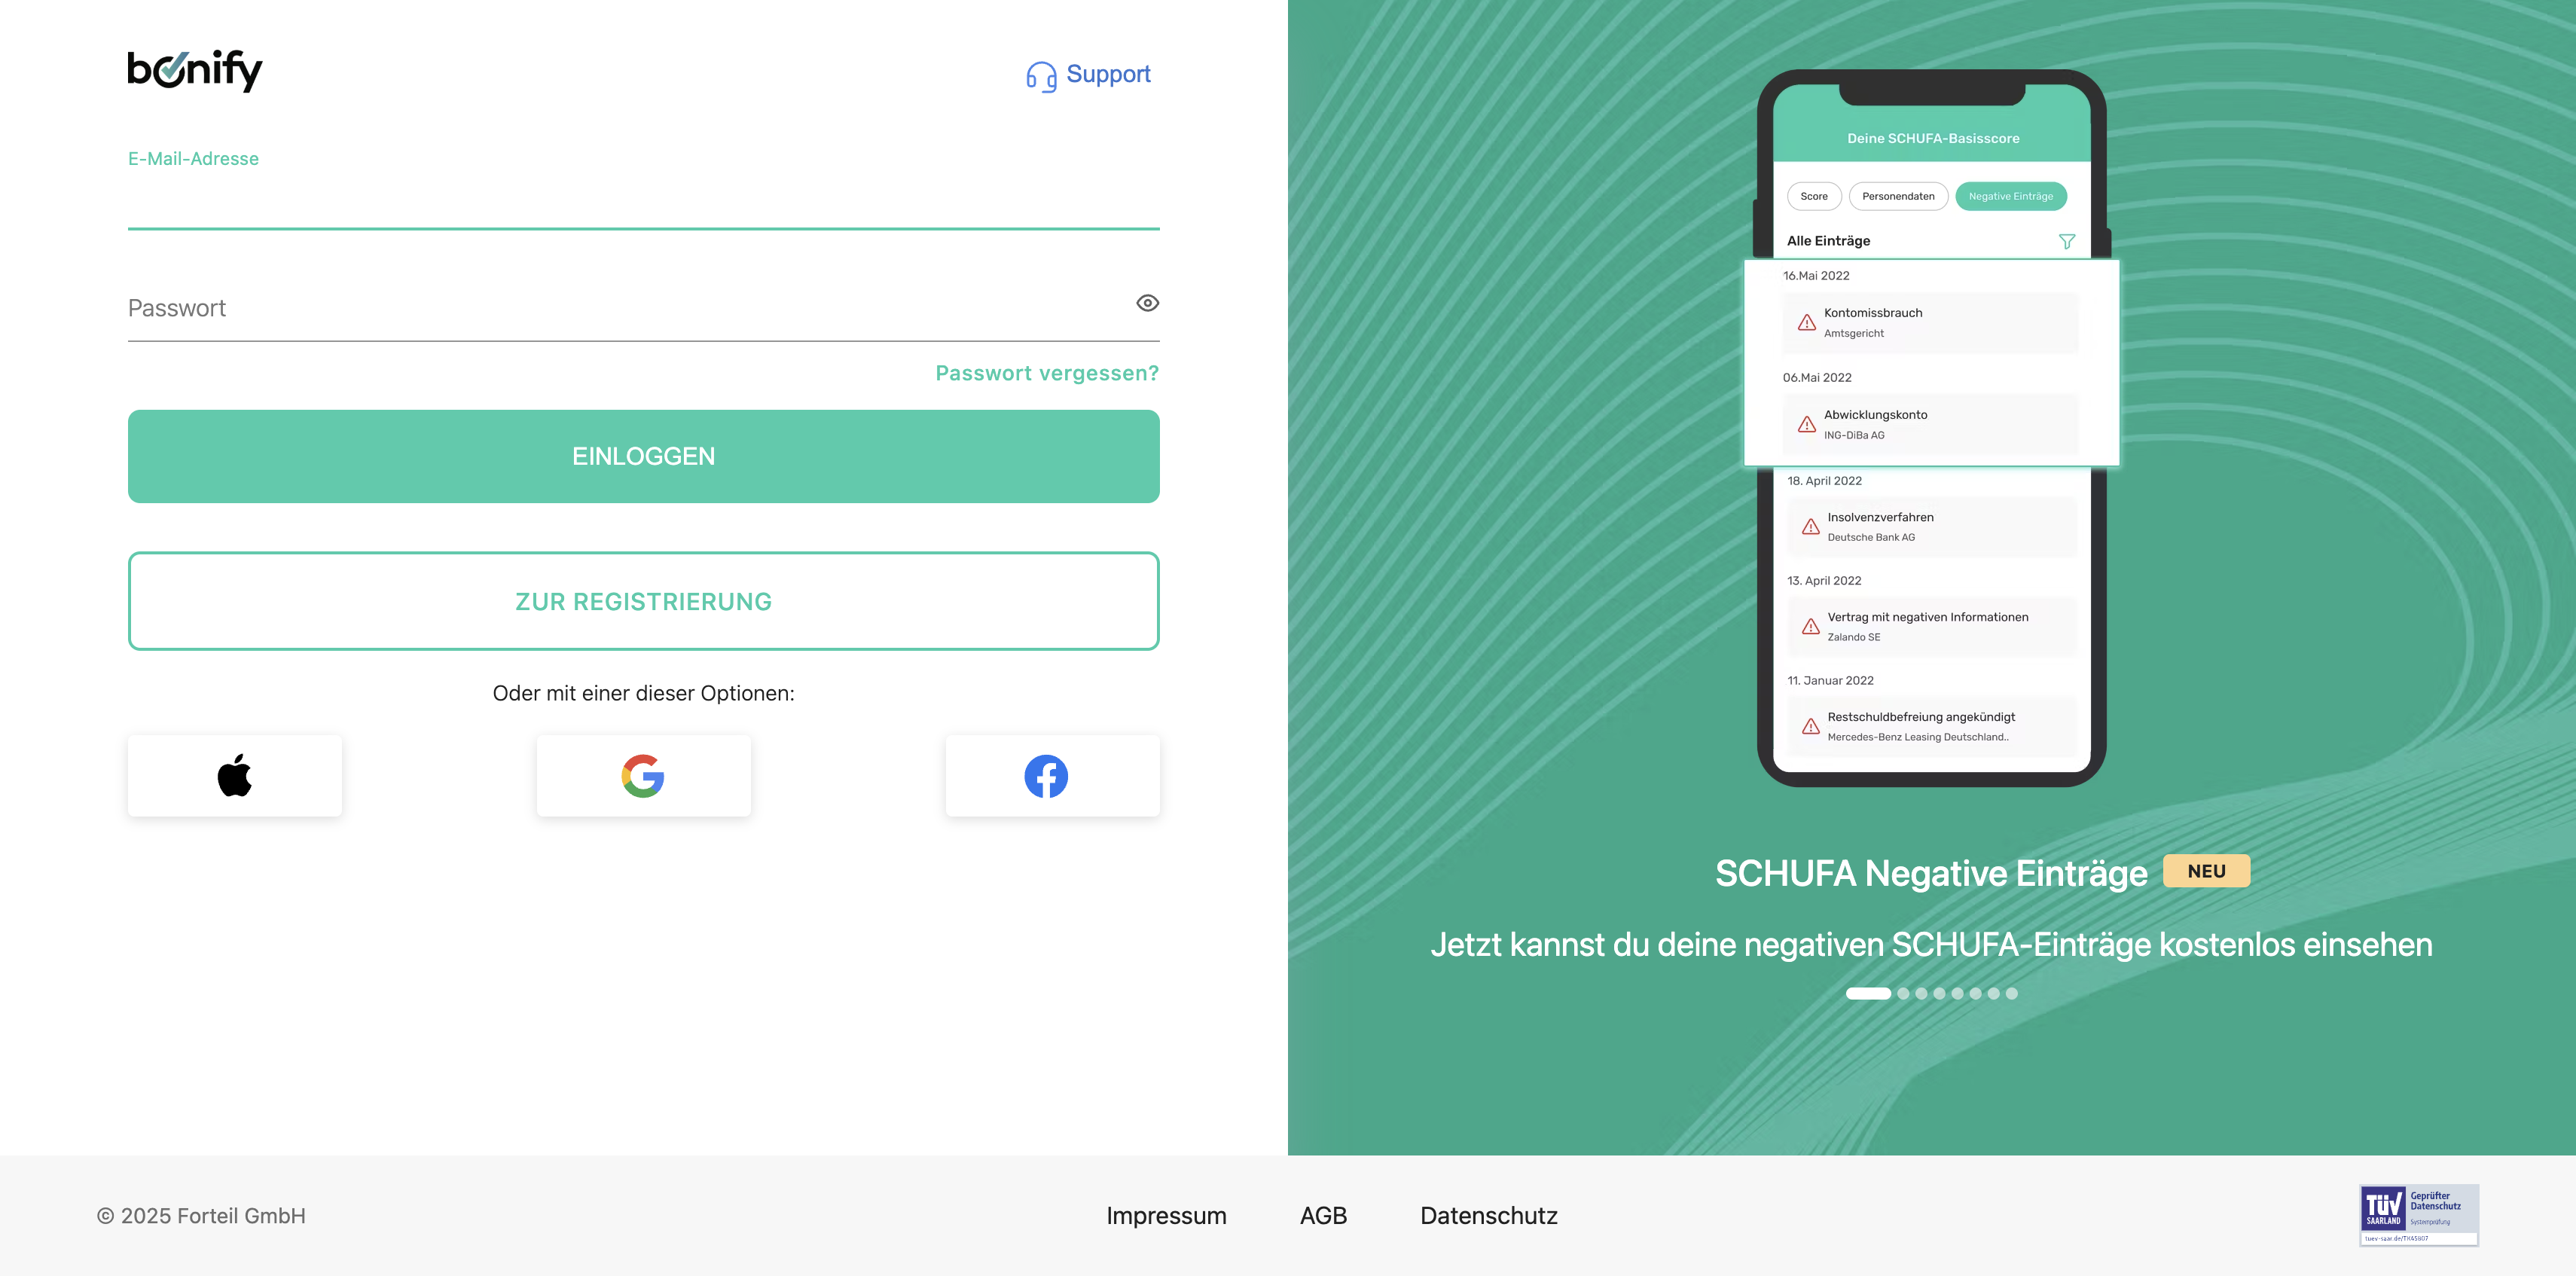 bonify
Support
E-Mail-Adresse
Passwort
Passwort vergessen?
EINLOGGEN
ZUR REGISTRIERUNG
Oder mit einer dieser Optionen:
Deine SCHUFA-Basisscore
Score
Personendaten
Negative Einträge
Alle Einträge
16.Mai 2022
Kontomissbrauch
Amtsgericht
06.Mai 2022
Abwicklungskonto
ING-DiBa AG
18. April 2022
Insolvenzverfahren
Deutsche Bank AG
13. April 2022
Vertrag mit negativen Informationen
Zalando SE
11. Januar 2022
Restschuldbefreiung angekündigt
Mercedes-Benz Leasing Deutschland..
SCHUFA Negative Einträge NEU
Jetzt kannst du deine negativen SCHUFA-Einträge kostenlos einsehen
© 2025 Forteil GmbH
Impressum
AGB
Datenschutz
TÜV
SAARLAND
Geprüfter
Datenschutz
Systemprüfung